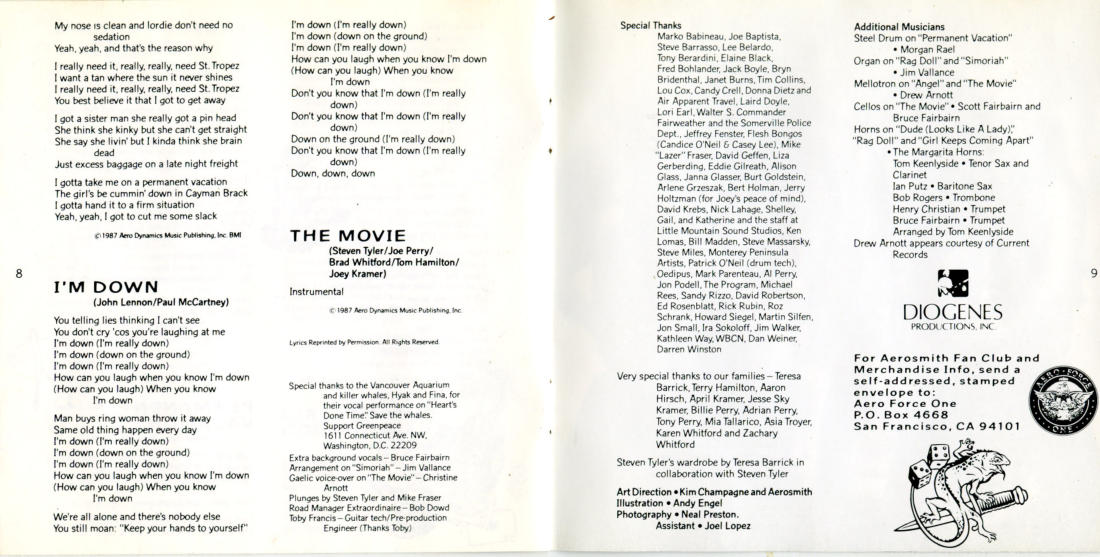 My nose is clean and lordie don't need no
sedation
Yeah, yeah, and that's the reason why
I really need it, really, really, need St. Tropez
I want a tan where the sun it never shines
I really need it, really, really, need St. Tropez
You best believe it that I got to get away
I got a sister man she really got a pin head
She think she kinky but she can't get straight
She say she livin' but I kinda think she brain
dead
Just excess baggage on a late night freight
I gotta take me on a permanent vacation
The girl's be cummin' down in Cayman Brack
I gotta hand it to a firm situation
Yeah, yeah, I got to cut me some slack
© 1987 Aero Dynamics Music Publishing, Inc. BMI
8
I'M DOWN
(John Lennon/Paul McCartney)
You telling lies thinking I can't see
You don't cry 'cos you're laughing at me
I'm down (I'm really down)
I'm down (down on the ground)
I'm down (I'm really down)
How can you laugh when you know I'm down
(How can you laugh) When you know
I'm down
Man buys ring woman throw it away
Same old thing happen every day
I'm down (I'm really down)
I'm down (down on the ground)
I'm down (I'm really down)
How can you laugh when you know I'm down
(How can you laugh) When you know
I'm down
We're all alone and there's nobody else
You still moan: "Keep your hands to yourself"
I'm down (I'm really down)
I'm down (down on the ground)
I'm down (I'm really down)
How can you laugh when you know I'm down
(How can you laugh) When you know
I'm down
Don't you know that I'm down (I'm really
down)
Don't you know that I'm down (I'm really
down)
Down on the ground (I'm really down)
Don't you know that I'm down (I'm really
down)
Down, down, down
THE MOVIE
(Steven Tyler/Joe Perry/
Brad Whitford/Tom Hamilton/
Joey Kramer)
Instrumental
© 1987 Aero Dynamics Music Publishing, Inc.
Lyrics Reprinted by Permission. All Rights Reserved.
Special thanks to the Vancouver Aquarium
and killer whales, Hyak and Fina, for
their vocal performance on "Heart's
Done Time." Save the whales.
Support Greenpeace
1611 Connecticut Ave. NW,
Washington, D.C. 22209
Extra background vocals – Bruce Fairbairn
Arrangement on "Simoriah" – Jim Vallance
Gaelic voice-over on "The Movie" – Christine
Arnott
Plunges by Steven Tyler and Mike Fraser
Road Manager Extraordinaire – Bob Dowd
Toby Francis – Guitar tech/Pre-production
Engineer (Thanks Toby)
Special Thanks
Marko Babineau, Joe Baptista,
Steve Barrasso, Lee Belardo,
Tony Berardini, Elaine Black,
Fred Bohlander, Jack Boyle, Bryn
Bridenthal, Janet Burns, Tim Collins,
Lou Cox, Candy Crell, Donna Dietz and
Air Apparent Travel, Laird Doyle,
Lori Earl, Walter S. Commander
Fairweather and the Somerville Police
Dept., Jeffrey Fenster, Flesh Bongos
(Candice O'Neil & Casey Lee), Mike
"Lazer" Fraser, David Geffen, Liza
Gerberding, Eddie Gilreath, Alison
Glass, Janna Glasser, Burt Goldstein,
Arlene Grzeszak, Bert Holman, Jerry
Holtzman (for Joey's peace of mind),
David Krebs, Nick Lahage, Shelley,
Gail, and Katherine and the staff at
Little Mountain Sound Studios, Ken
Lomas, Bill Madden, Steve Massarsky,
Steve Miles, Monterey Peninsula
Artists, Patrick O'Neil (drum tech),
Oedipus, Mark Parenteau, Al Perry,
Jon Podell, The Program, Michael
Rees, Sandy Rizzo, David Robertson,
Ed Rosenblatt, Rick Rubin, Roz
Schrank, Howard Siegel, Martin Silfen,
Jon Small, Ira Sokoloff, Jim Walker,
Kathleen Way, WBCN, Dan Weiner,
Darren Winston
Very special thanks to our families – Teresa
Barrick, Terry Hamilton, Aaron
Hirsch, April Kramer, Jesse Sky
Kramer, Billie Perry, Adrian Perry,
Tony Perry, Mia Tallarico, Asia Troyer,
Karen Whitford and Zachary
Whitford
Steven Tyler's wardrobe by Teresa Barrick in
collaboration with Steven Tyler
Art Direction • Kim Champagne and Aerosmith
Illustration • Andy Engel
Photography • Neal Preston.
Assistant • Joel Lopez
Additional Musicians
Steel Drum on "Permanent Vacation"
• Morgan Rael
Organ on "Rag Doll" and "Simoriah"
• Jim Vallance
Mellotron on "Angel" and "The Movie"
• Drew Arnott
Cellos on "The Movie" • Scott Fairbairn and
Bruce Fairbairn
Horns on "Dude (Looks Like A Lady)",
"Rag Doll" and "Girl Keeps Coming Apart"
• The Margarita Horns:
Tom Keenlyside • Tenor Sax and
Clarinet
Ian Putz • Baritone Sax
Bob Rogers • Trombone
Henry Christian • Trumpet
Bruce Fairbairn • Trumpet
Arranged by Tom Keenlyside
Drew Arnott appears courtesy of Current
Records
9
DIOGENES
PRODUCTIONS, INC.
For Aerosmith Fan Club and
Merchandise Info, send a
self-addressed, stamped
envelope to:
Aero Force One
P.O. Box 4668
San Francisco, CA 94101
AERO FORCE
ONE